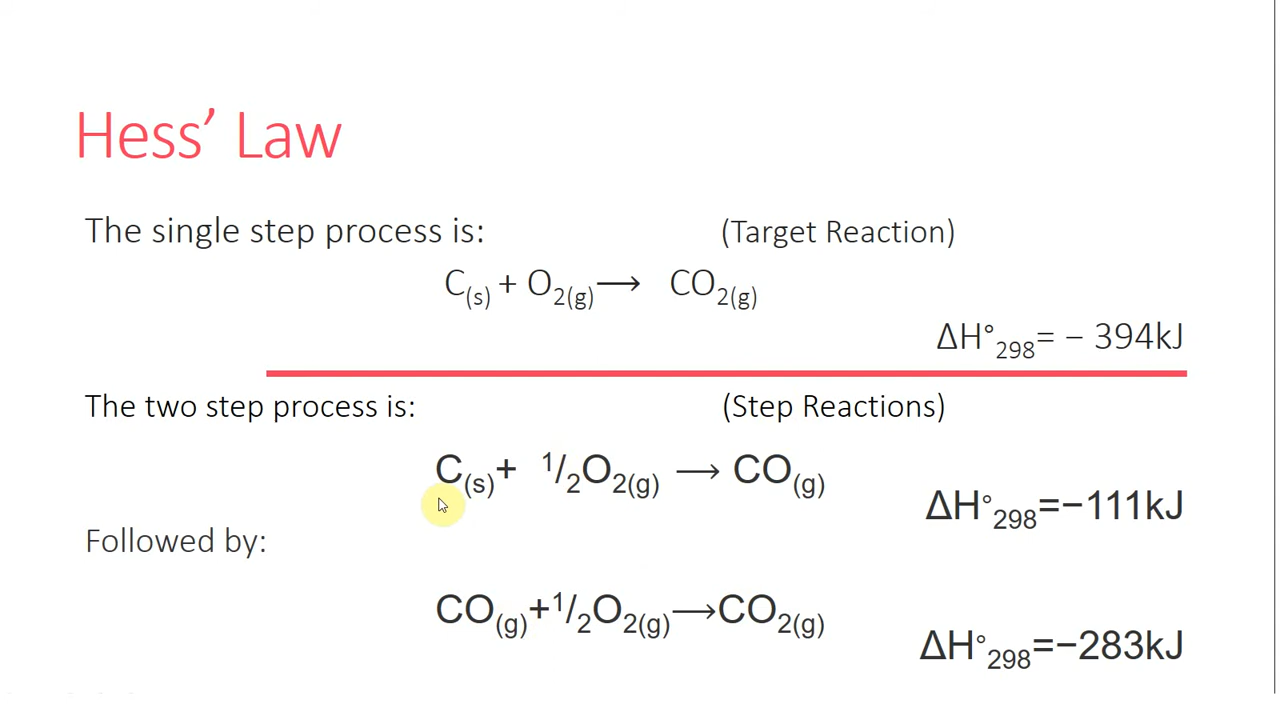 Hess’ Law
The single step process is: (Target Reaction)
C(s) + O2(g) ⟶ CO2(g)
ΔH°298= − 394kJ
The two step process is: (Step Reactions)
C(s)+ 1/2O2(g) ⟶ CO(g)
ΔH°298=−111kJ
Followed by:
CO(g)+1/2O2(g)⟶CO2(g)
ΔH°298=−283kJ